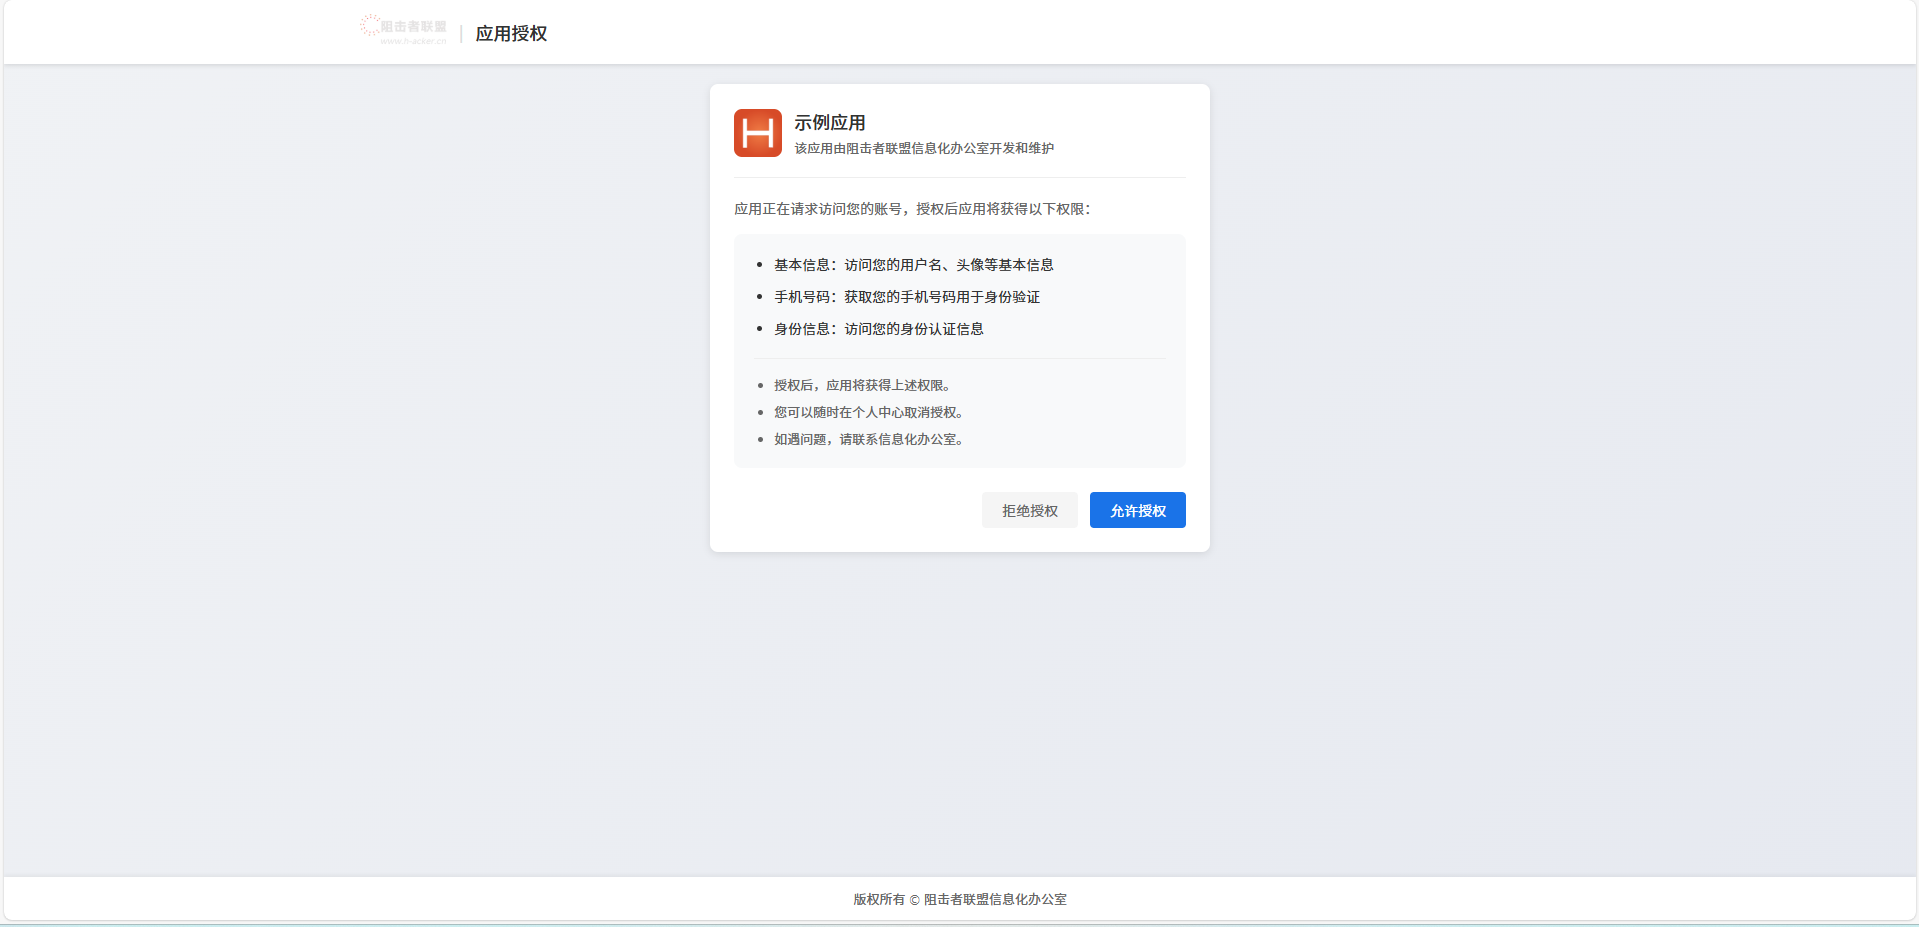 阻击者联盟
www.h-acker.cn
| 应用授权
H
示例应用
该应用由阻击者联盟信息化办公室开发和维护
应用正在请求访问您的账号，授权后应用将获得以下权限：
• 基本信息：访问您的用户名、头像等基本信息
• 手机号码：获取您的手机号码用于身份验证
• 身份信息：访问您的身份认证信息
• 授权后，应用将获得上述权限。
• 您可以随时在个人中心取消授权。
• 如遇问题，请联系信息化办公室。
拒绝授权 允许授权
版权所有 © 阻击者联盟信息化办公室